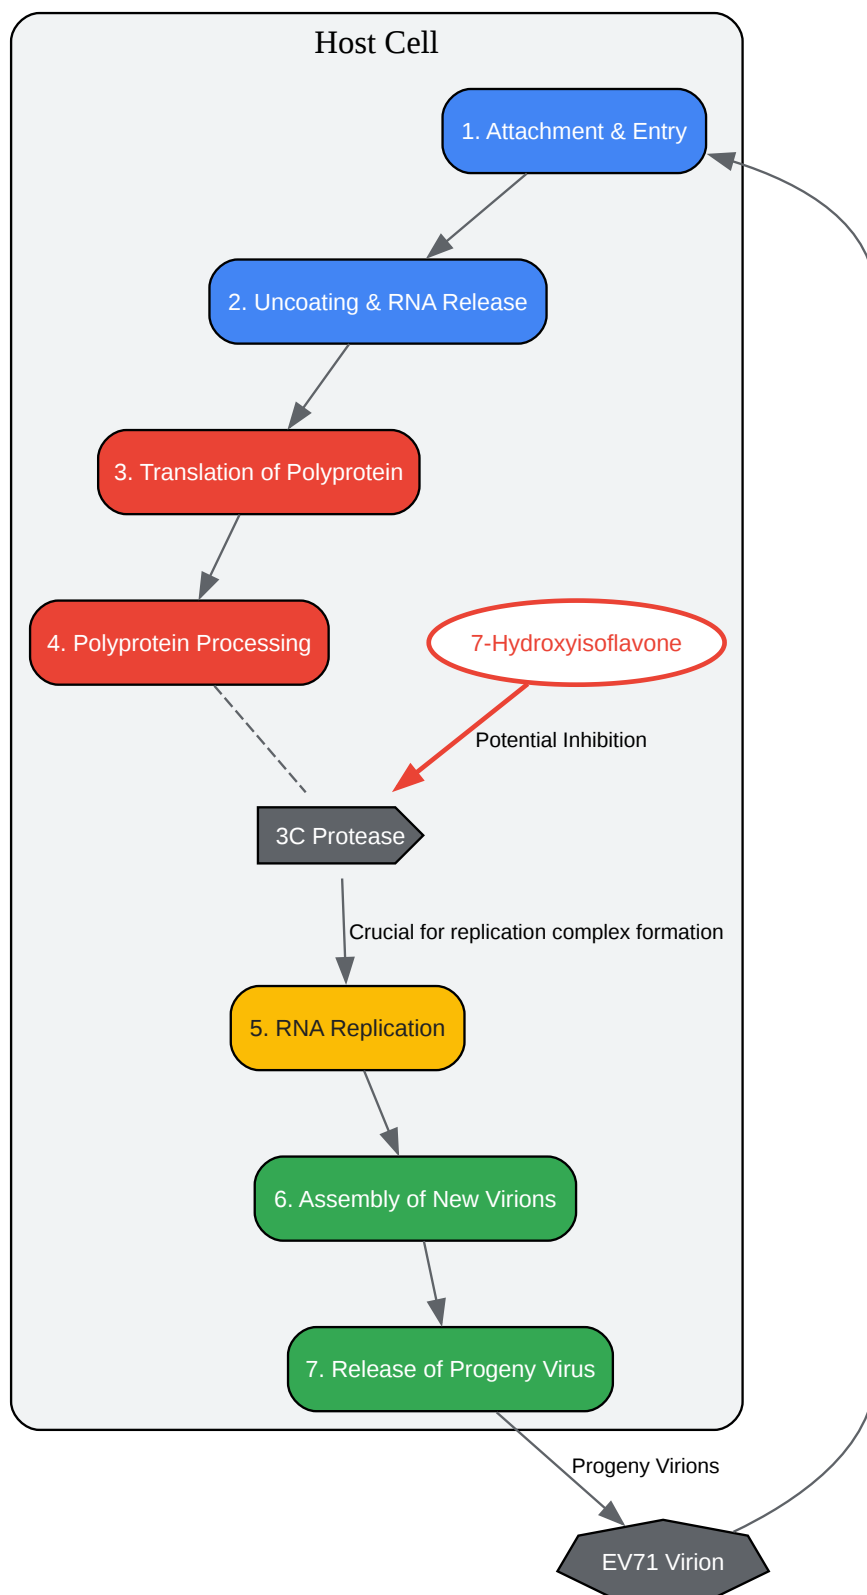 Host Cell
1. Attachment & Entry
2. Uncoating & RNA Release
3. Translation of Polyprotein
4. Polyprotein Processing
7-Hydroxyisoflavone
Potential Inhibition
3C Protease
Crucial for replication complex formation
5. RNA Replication
6. Assembly of New Virions
7. Release of Progeny Virus
Progeny Virions
EV71 Virion